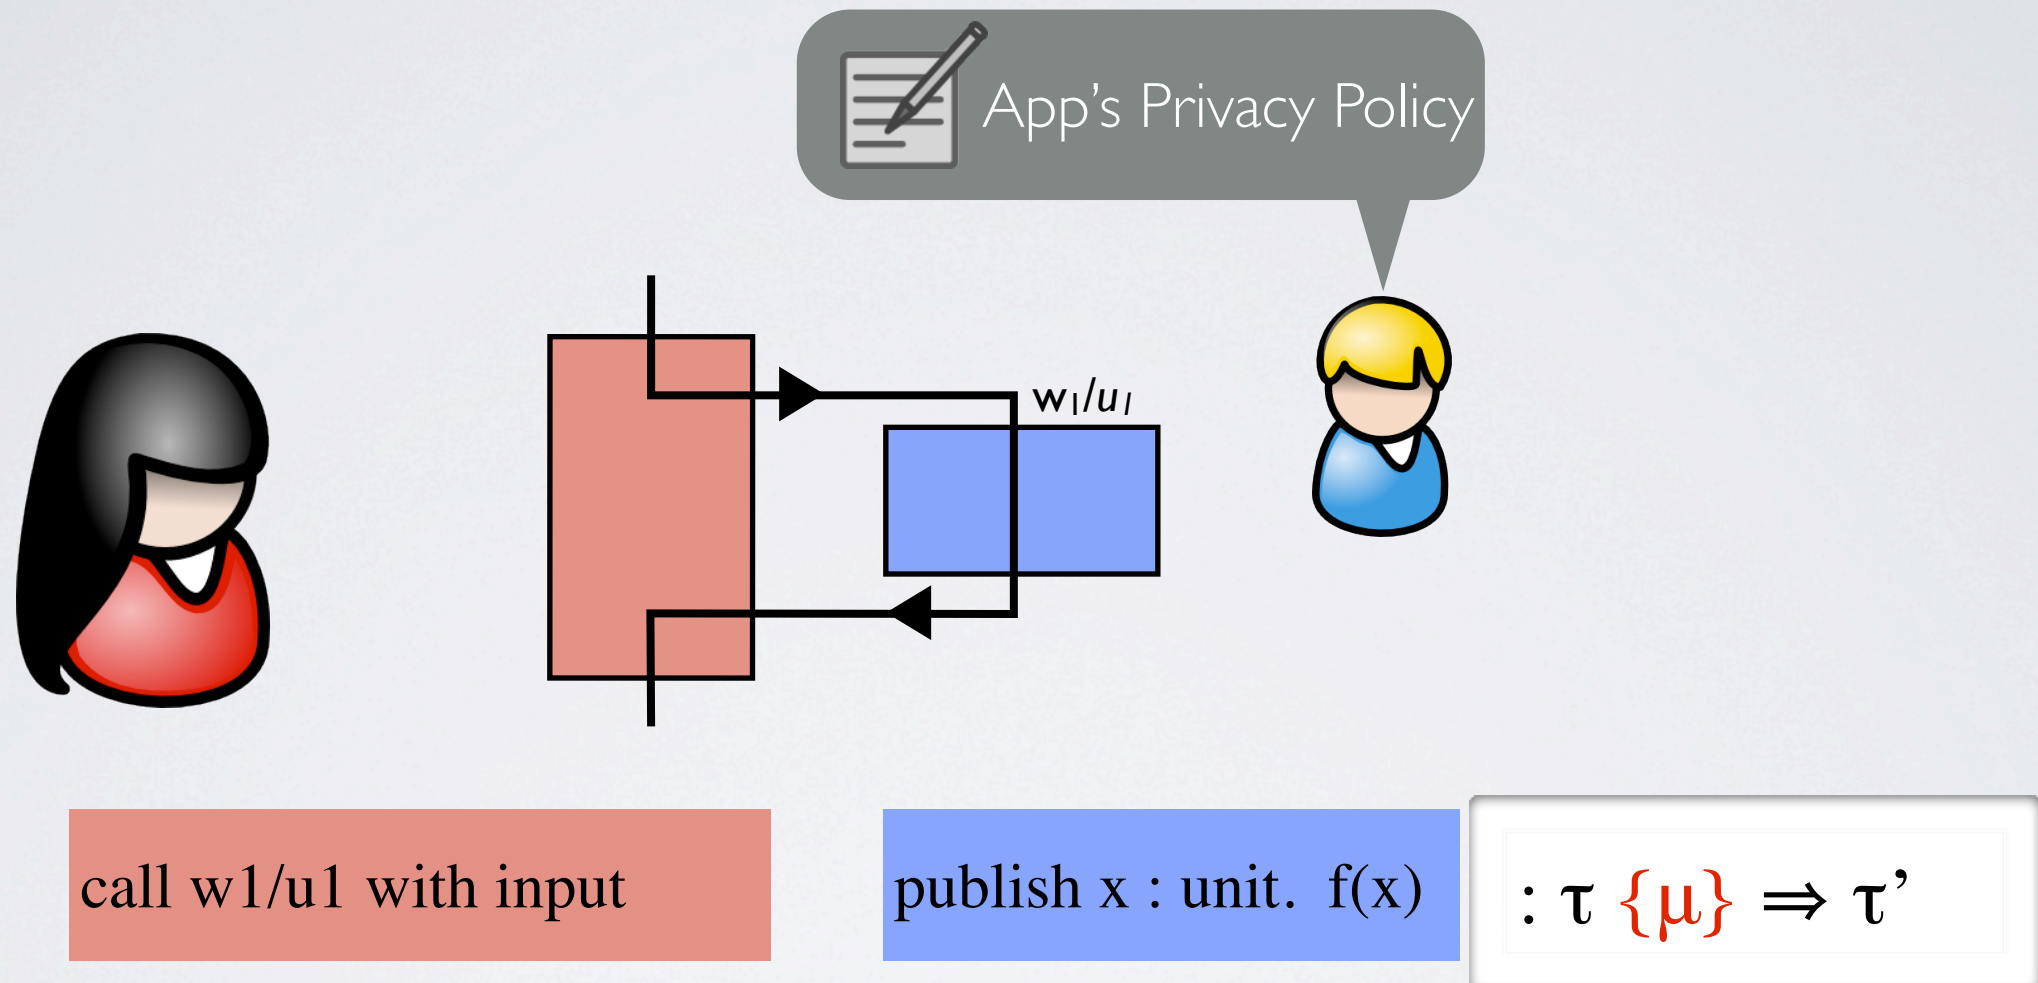 App’s Privacy Policy
w₁/u₁
call w1/u1 with input
publish x : unit. f(x)
: τ {μ} ⇒ τ’